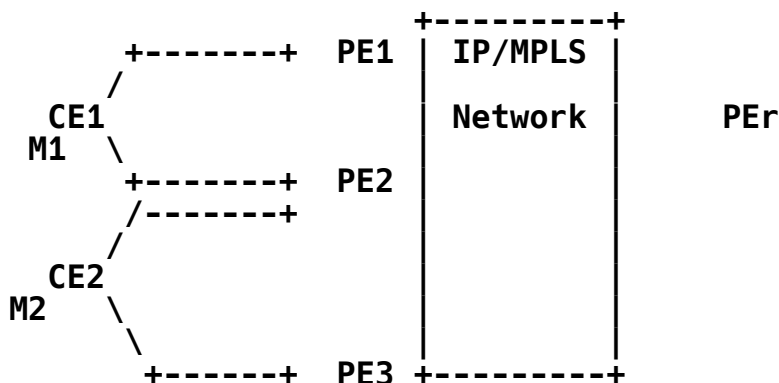 PE1 IP/MPLS
CE1 Network PEr
M1
PE2
CE2
M2
PE3